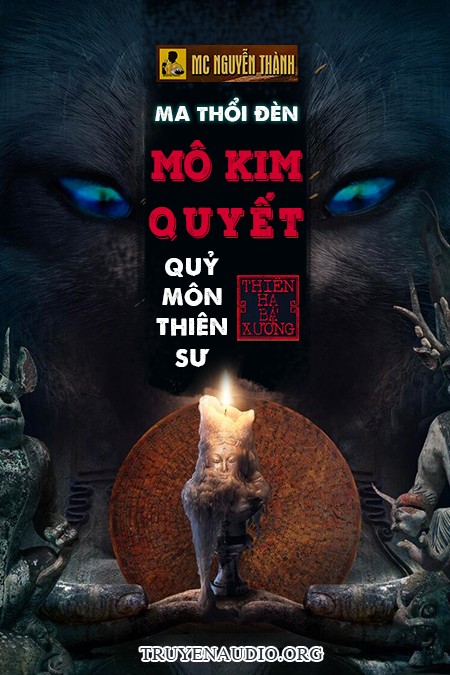 MC NGUYỄN THÀNH
MA THỔI ĐÈN
MÔ KIM
QUYẾT
QUỶ
MÔN
THIÊN
SƯ
THIÊN
HẠ
BÁ
XƯỚNG
TRUYENAUDIO.ORG